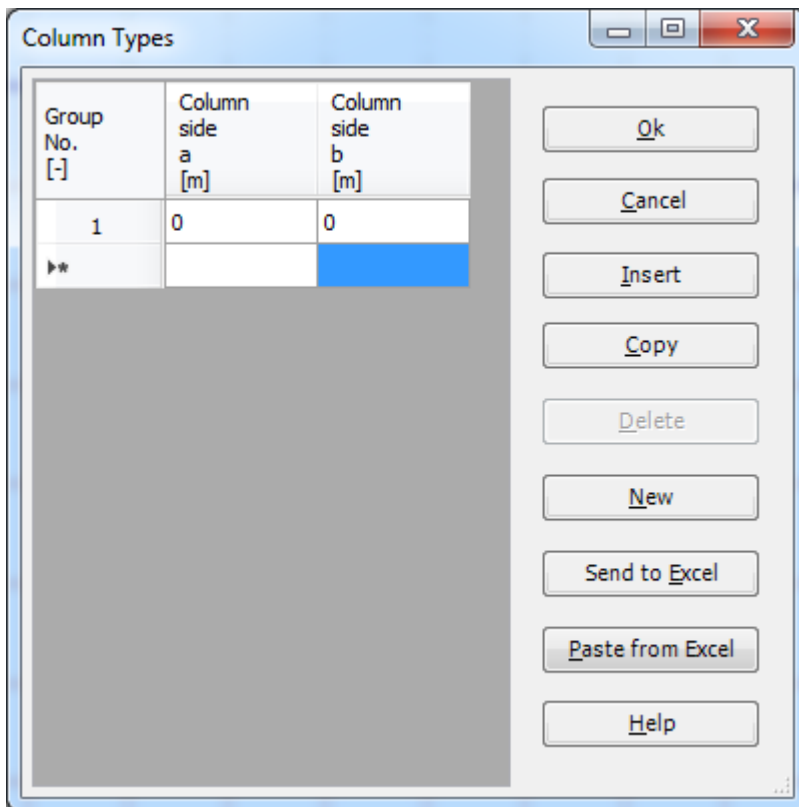 Column Types
Group
No.
[-]
Column
side
a
[m]
Column
side
b
[m]
1
0
0
*
Ok
Cancel
Insert
Copy
Delete
New
Send to Excel
Paste from Excel
Help